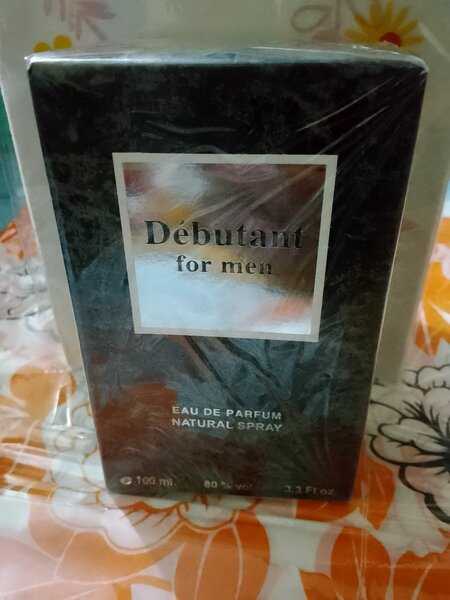 Débutant
for men
EAU DE PARFUM
NATURAL SPRAY
℮ 100 ml 80 % vol 3.3 Fl oz.